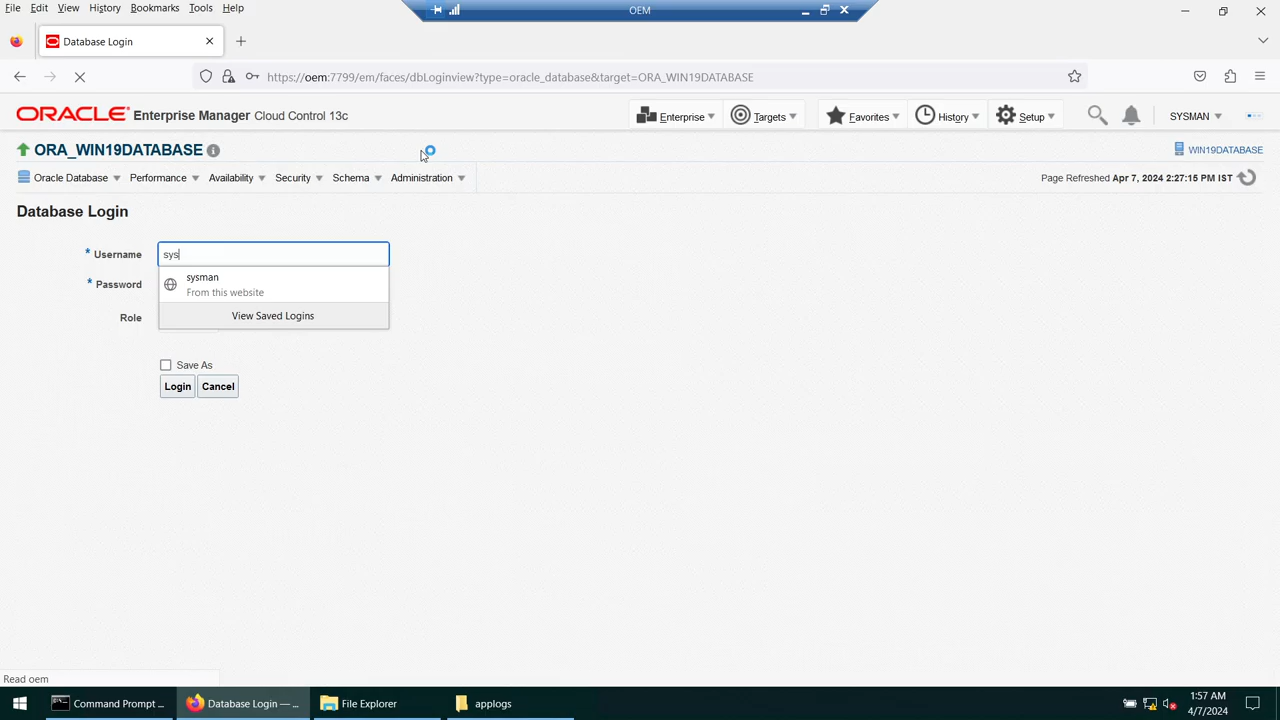 File Edit View History Bookmarks Tools Help
OEM
Database Login
https://oem:7799/em/faces/dbLoginview?type=oracle_database&target=ORA_WIN19DATABASE
ORACLE Enterprise Manager Cloud Control 13c
Enterprise Targets Favorites History Setup SYSMAN
ORA_WIN19DATABASE
WIN19DATABASE
Oracle Database Performance Availability Security Schema Administration
Page Refreshed Apr 7, 2024 2:27:15 PM IST
Database Login
* Username sys
sysman
* Password
From this website
View Saved Logins
Role
Save As
Login Cancel
Read oem
Command Prompt ...
Database Login — ...
File Explorer
applogs
1:57 AM
4/7/2024